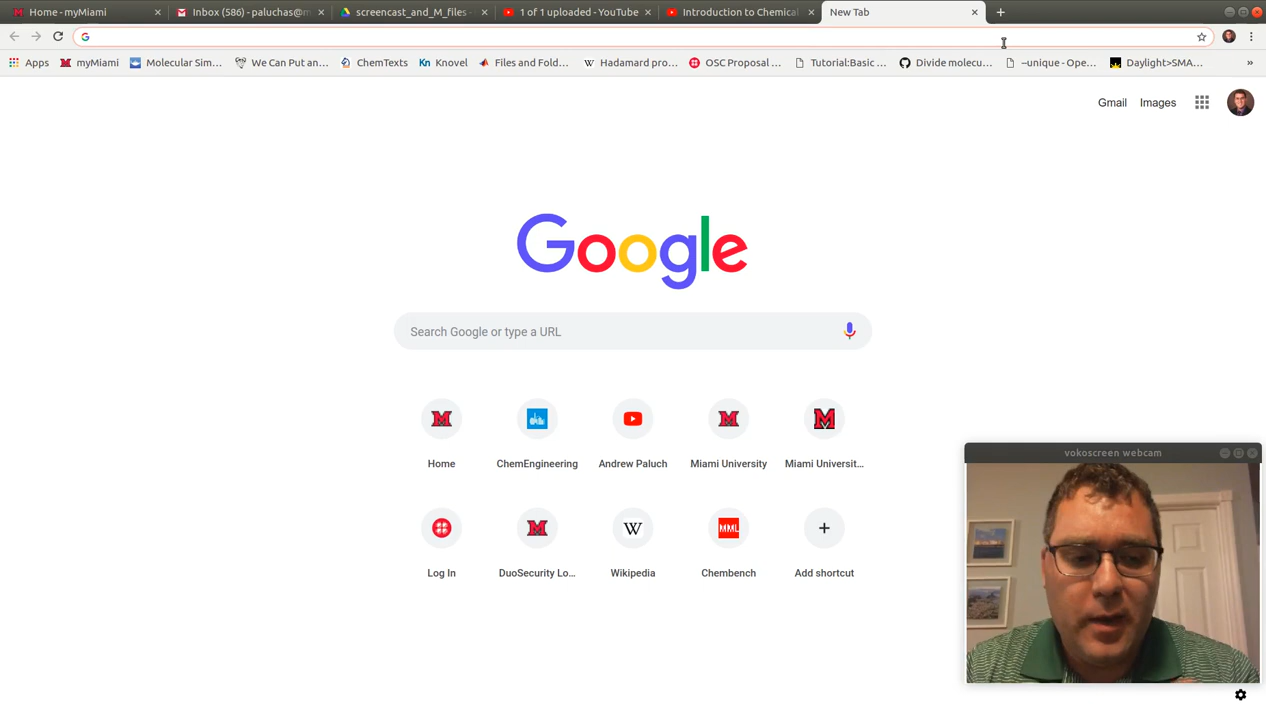 Home - myMiami
Inbox (586) - paluchas@m
screencast_and_M_files -
1 of 1 uploaded - YouTube
Introduction to Chemical
New Tab
Apps
myMiami
Molecular Sim...
We Can Put an...
ChemTexts
Kn Knovel
Files and Fold...
W Hadamard pro...
OSC Proposal ...
Tutorial:Basic ...
Divide molecu...
--unique - Ope...
Daylight>SMA...
»
Gmail
Images
Google
Search Google or type a URL
Home
ChemEngineering
Andrew Paluch
Miami University
Miami Universit...
Log In
DuoSecurity Lo...
Wikipedia
Chembench
Add shortcut
vokoscreen webcam